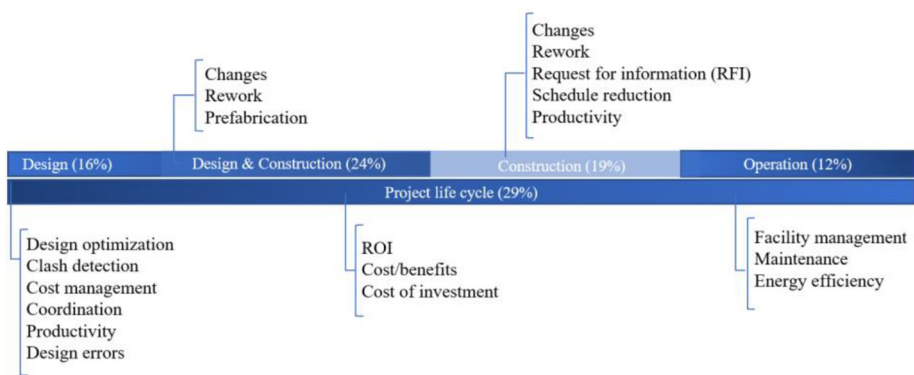 Changes
Rework
Request for information (RFI)
Schedule reduction
Productivity
Changes
Rework
Prefabrication
Design (16%)
Design & Construction (24%)
Construction (19%)
Operation (12%)
Project life cycle (29%)
Design optimization
Clash detection
Cost management
Coordination
Productivity
Design errors
ROI
Cost/benefits
Cost of investment
Facility management
Maintenance
Energy efficiency